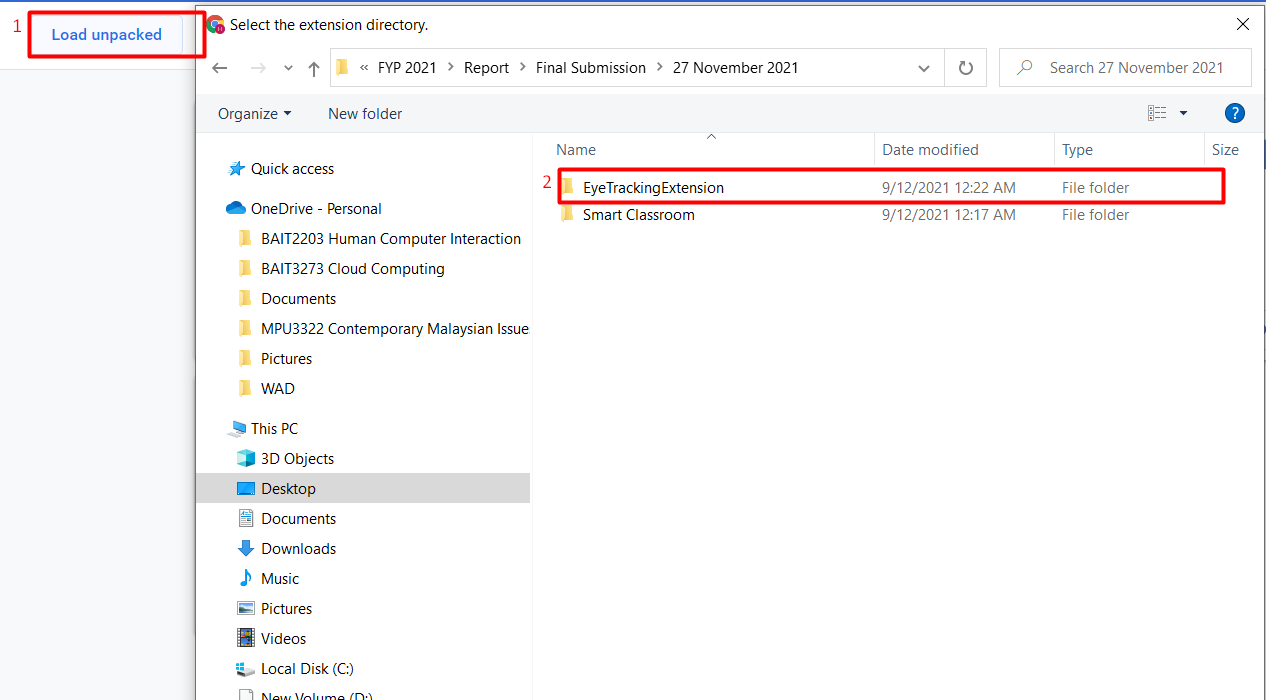 1
Load unpacked
Select the extension directory.
« FYP 2021 > Report > Final Submission > 27 November 2021
Search 27 November 2021
Organize
New folder
?
Name Date modified Type Size
2
EyeTrackingExtension 9/12/2021 12:22 AM File folder
Smart Classroom 9/12/2021 12:17 AM File folder
Quick access
OneDrive - Personal
BAIT2203 Human Computer Interaction
BAIT3273 Cloud Computing
Documents
MPU3322 Contemporary Malaysian Issue
Pictures
WAD
This PC
3D Objects
Desktop
Documents
Downloads
Music
Pictures
Videos
Local Disk (C:)
New Volume (D:)